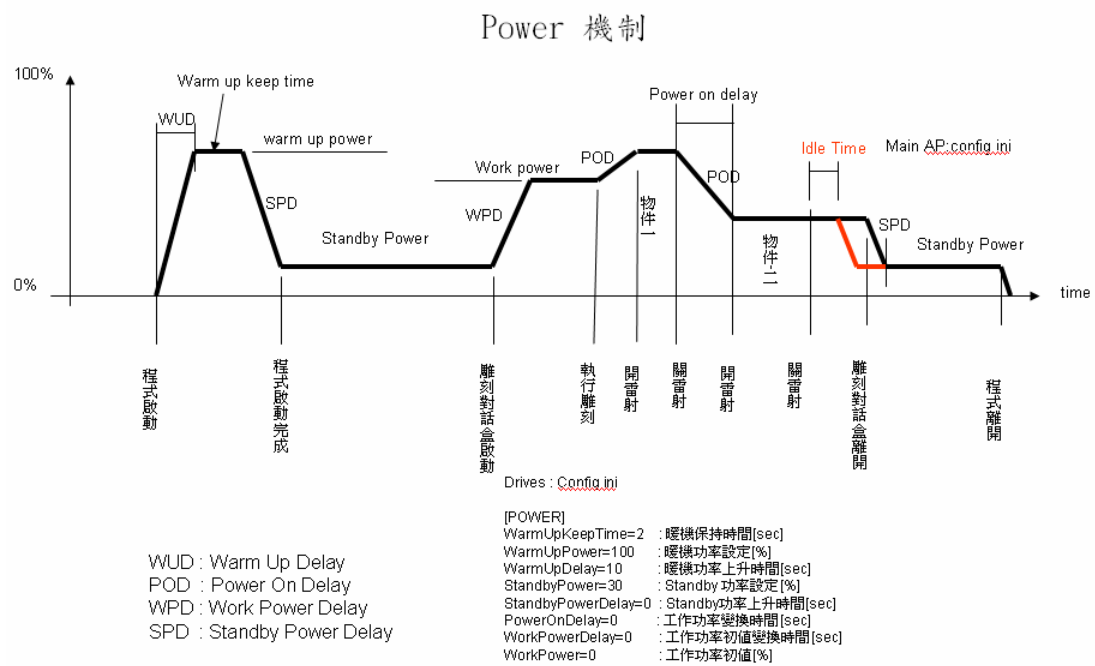 Power 機制
100%
Warm up keep time
Power on delay
WUD
warm up power
Idle Time
Main AP:config.ini
Work power
POD
POD
SPD
WPD
物件一
物件二
SPD
Standby Power
Standby Power
0%
time
程式啟動
程式啟動完成
雕刻對話盒啟動
執行雕刻
開雷射
關雷射
開雷射
關雷射
雕刻對話盒離開
程式離開
Drives : Config.ini
[POWER]
WarmUpKeepTime=2 : 暖機保持時間[sec]
WarmUpPower=100 : 暖機功率設定[%]
WarmUpDelay=10 : 暖機功率上升時間[sec]
StandbyPower=30 : Standby 功率設定[%]
StandbyPowerDelay=0 : Standby功率上升時間[sec]
PowerOnDelay=0 : 工作功率變換時間[sec]
WorkPowerDelay=0 : 工作功率初値變換時間[sec]
WorkPower=0 : 工作功率初値[%]
WUD : Warm Up Delay
POD : Power On Delay
WPD : Work Power Delay
SPD : Standby Power Delay